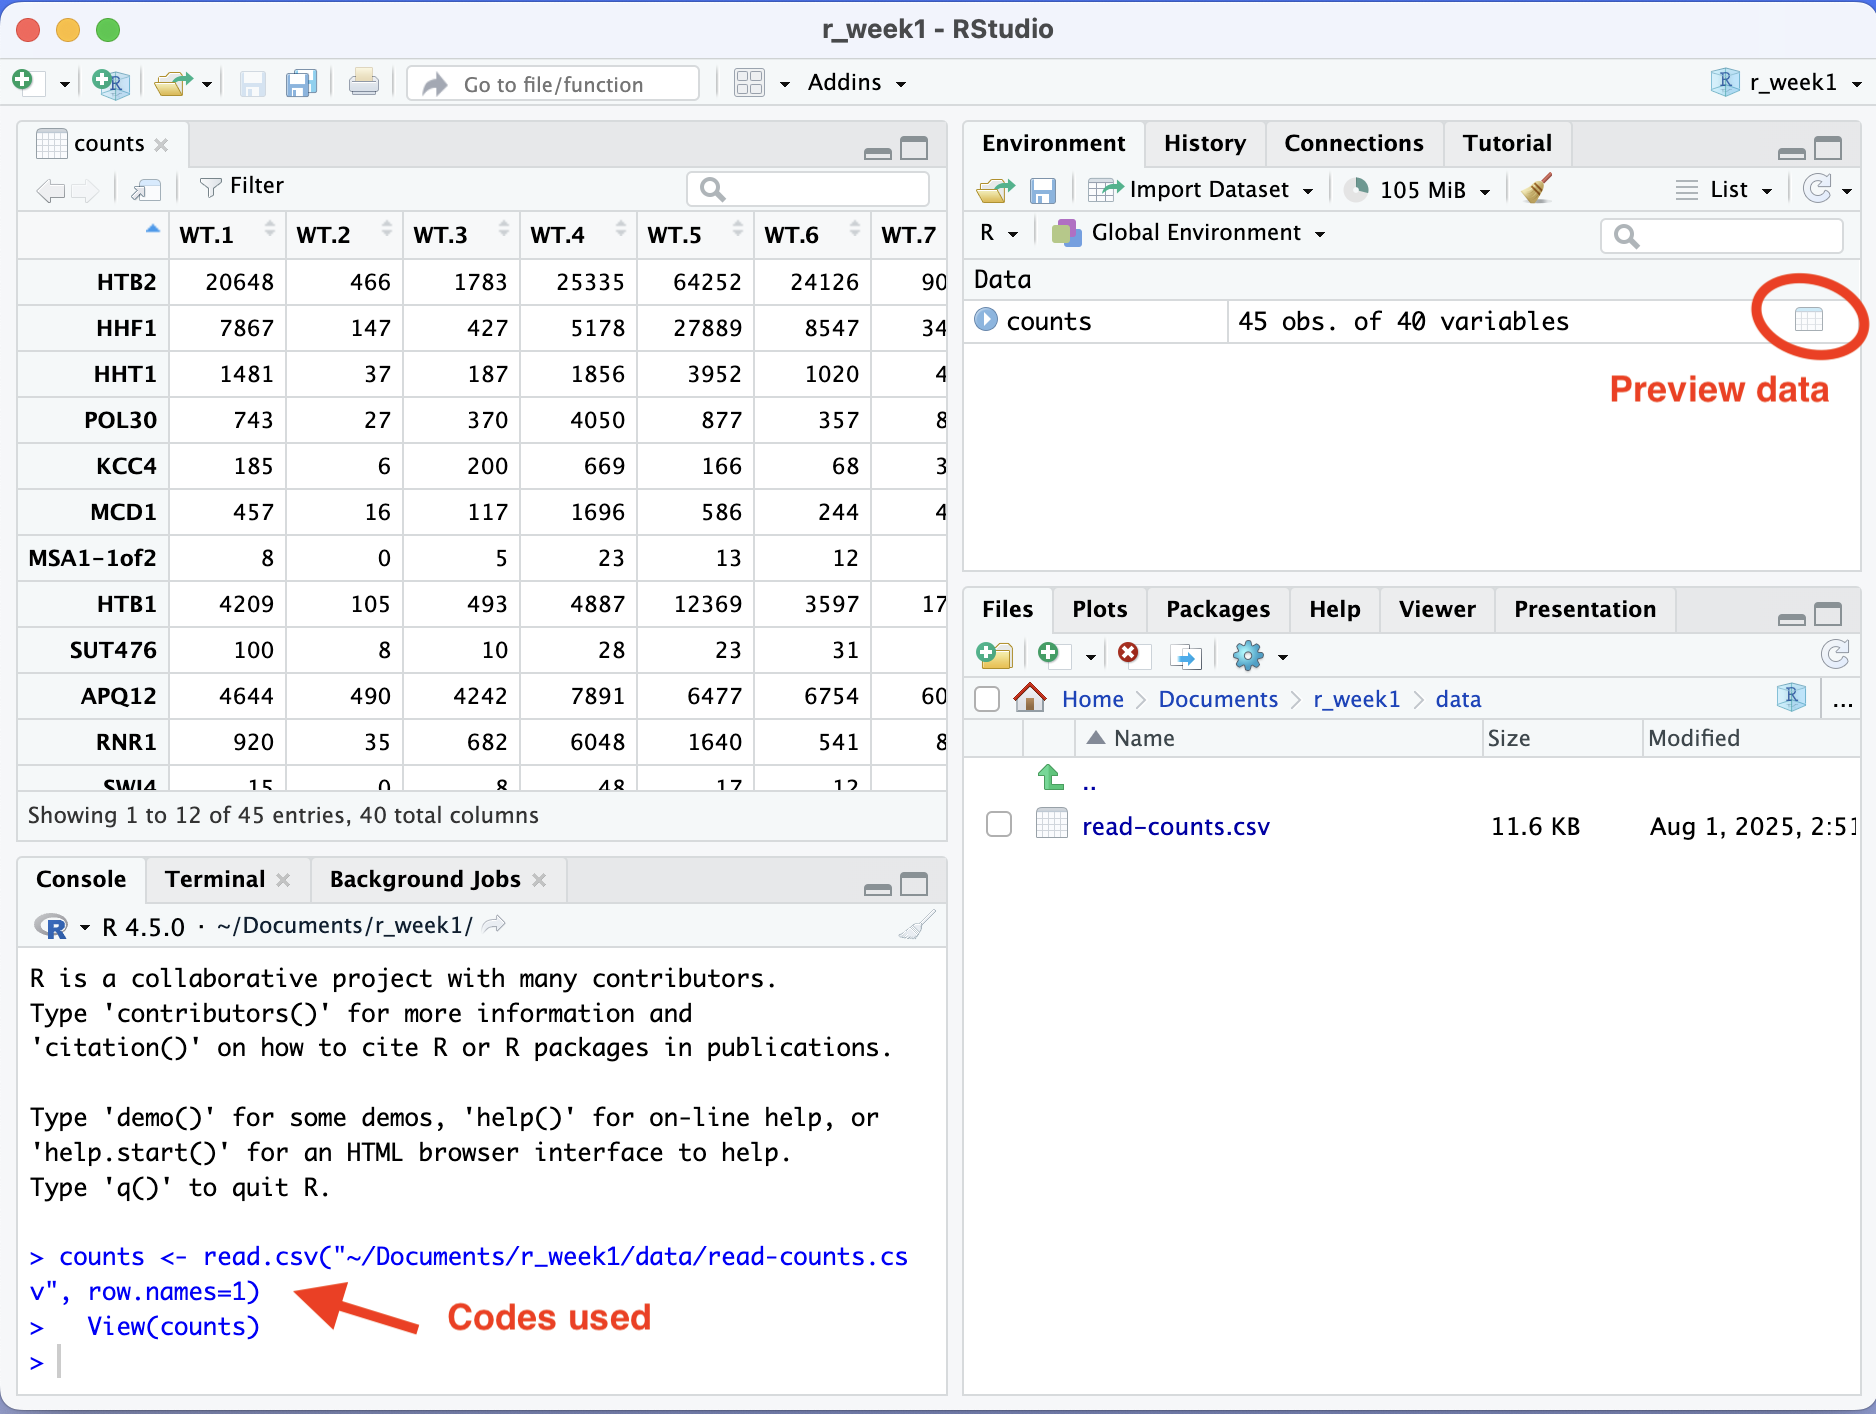 r_week1 - RStudio
Go to file/function
Addins
r_week1
counts
Filter
WT.1 WT.2 WT.3 WT.4 WT.5 WT.6 WT.7
HTB2 20648 466 1783 25335 64252 24126 90
HHF1 7867 147 427 5178 27889 8547 34
HHT1 1481 37 187 1856 3952 1020 4
POL30 743 27 370 4050 877 357 8
KCC4 185 6 200 669 166 68 3
MCD1 457 16 117 1696 586 244 4
MSA1-1of2 8 0 5 23 13 12
HTB1 4209 105 493 4887 12369 3597 17
SUT476 100 8 10 28 23 31
APQ12 4644 490 4242 7891 6477 6754 60
RNR1 920 35 682 6048 1640 541 8
SWI4 15 0 8 48 17 12
Showing 1 to 12 of 45 entries, 40 total columns
Console Terminal Background Jobs
R 4.5.0 · ~/Documents/r_week1/
R is a collaborative project with many contributors.
Type 'contributors()' for more information and
'citation()' on how to cite R or R packages in publications.
Type 'demo()' for some demos, 'help()' for on-line help, or
'help.start()' for an HTML browser interface to help.
Type 'q()' to quit R.
> counts <- read.csv("~/Documents/r_week1/data/read-counts.cs
v", row.names=1)
>   View(counts)
>
Codes used
Environment History Connections Tutorial
Import Dataset 105 MiB List
R Global Environment
Data
counts 45 obs. of 40 variables
Preview data
Files Plots Packages Help Viewer Presentation
Home Documents r_week1 data ...
Name Size Modified
..
read-counts.csv 11.6 KB Aug 1, 2025, 2:51